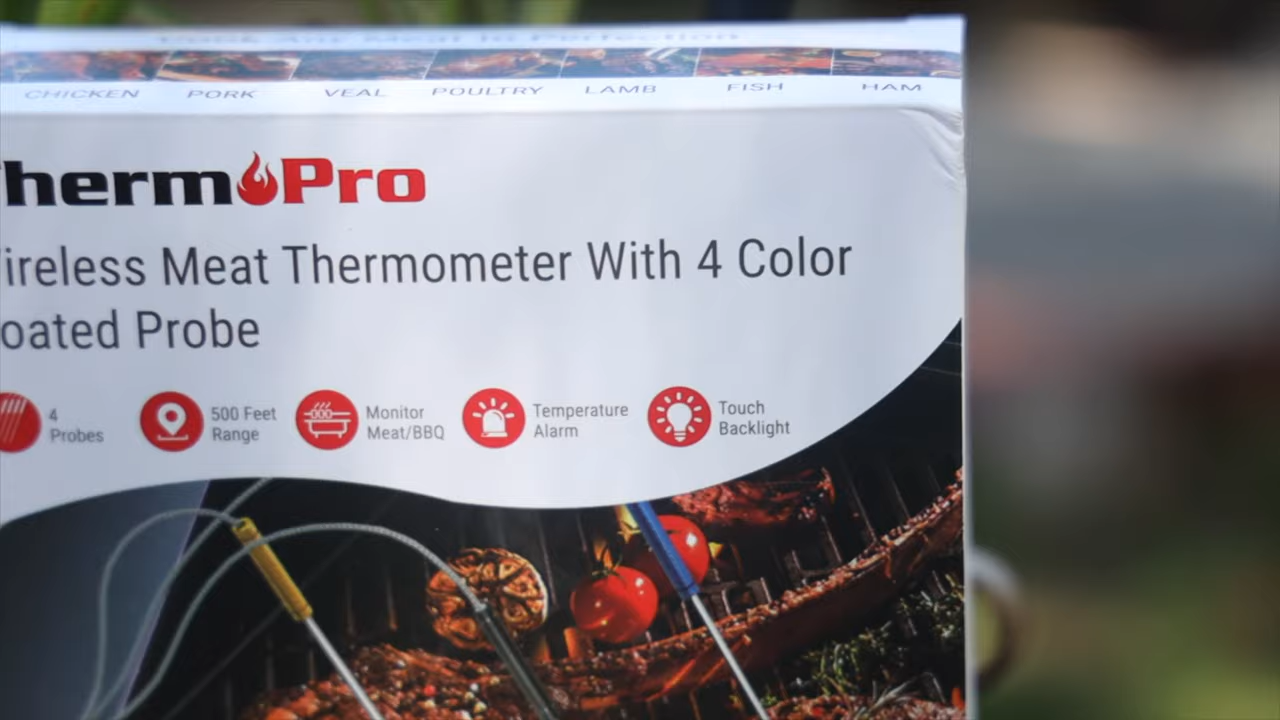 CHICKEN PORK VEAL POULTRY LAMB FISH HAM
hermPro
ireless Meat Thermometer With 4 Color
oated Probe
4
Probes
500 Feet
Range
Monitor
Meat/BBQ
Temperature
Alarm
Touch
Backlight